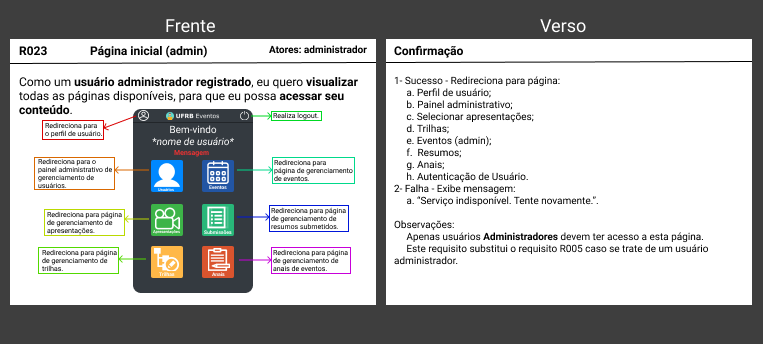 Frente
R023
Página inicial (admin)
Atores: administrador
Como um usuário administrador registrado, eu quero visualizar
todas as páginas disponíveis, para que eu possa acessar seu
conteúdo.
Redireciona para
o perfil de usuário.
UFRB Eventos
Realiza logout.
Bem-vindo
*nome de usuário*
Mensagem
Redireciona para o
painel administrativo de
gerenciamento de
usuários.
Usuários
Eventos
Redireciona para
página de gerenciamento
de eventos.
Redireciona para página
de gerenciamento de
apresentações.
Apresentações
Submissões
Redireciona para página
de gerenciamento de
resumos submetidos.
Redireciona para página
de gerenciamento de
trilhas.
Trilhas
Anais
Redireciona para página
de gerenciamento de
anais de eventos.
Verso
Confirmação
1- Sucesso - Redireciona para página:
a. Perfil de usuário;
b. Painel administrativo;
c. Selecionar apresentações;
d. Trilhas;
e. Eventos (admin);
f. Resumos;
g. Anais;
h. Autenticação de Usuário.
2- Falha - Exibe mensagem:
a. “Serviço indisponível. Tente novamente.”.
Observações:
Apenas usuários Administradores devem ter acesso a esta página.
Este requisito substitui o requisito R005 caso se trate de um usuário
administrador.